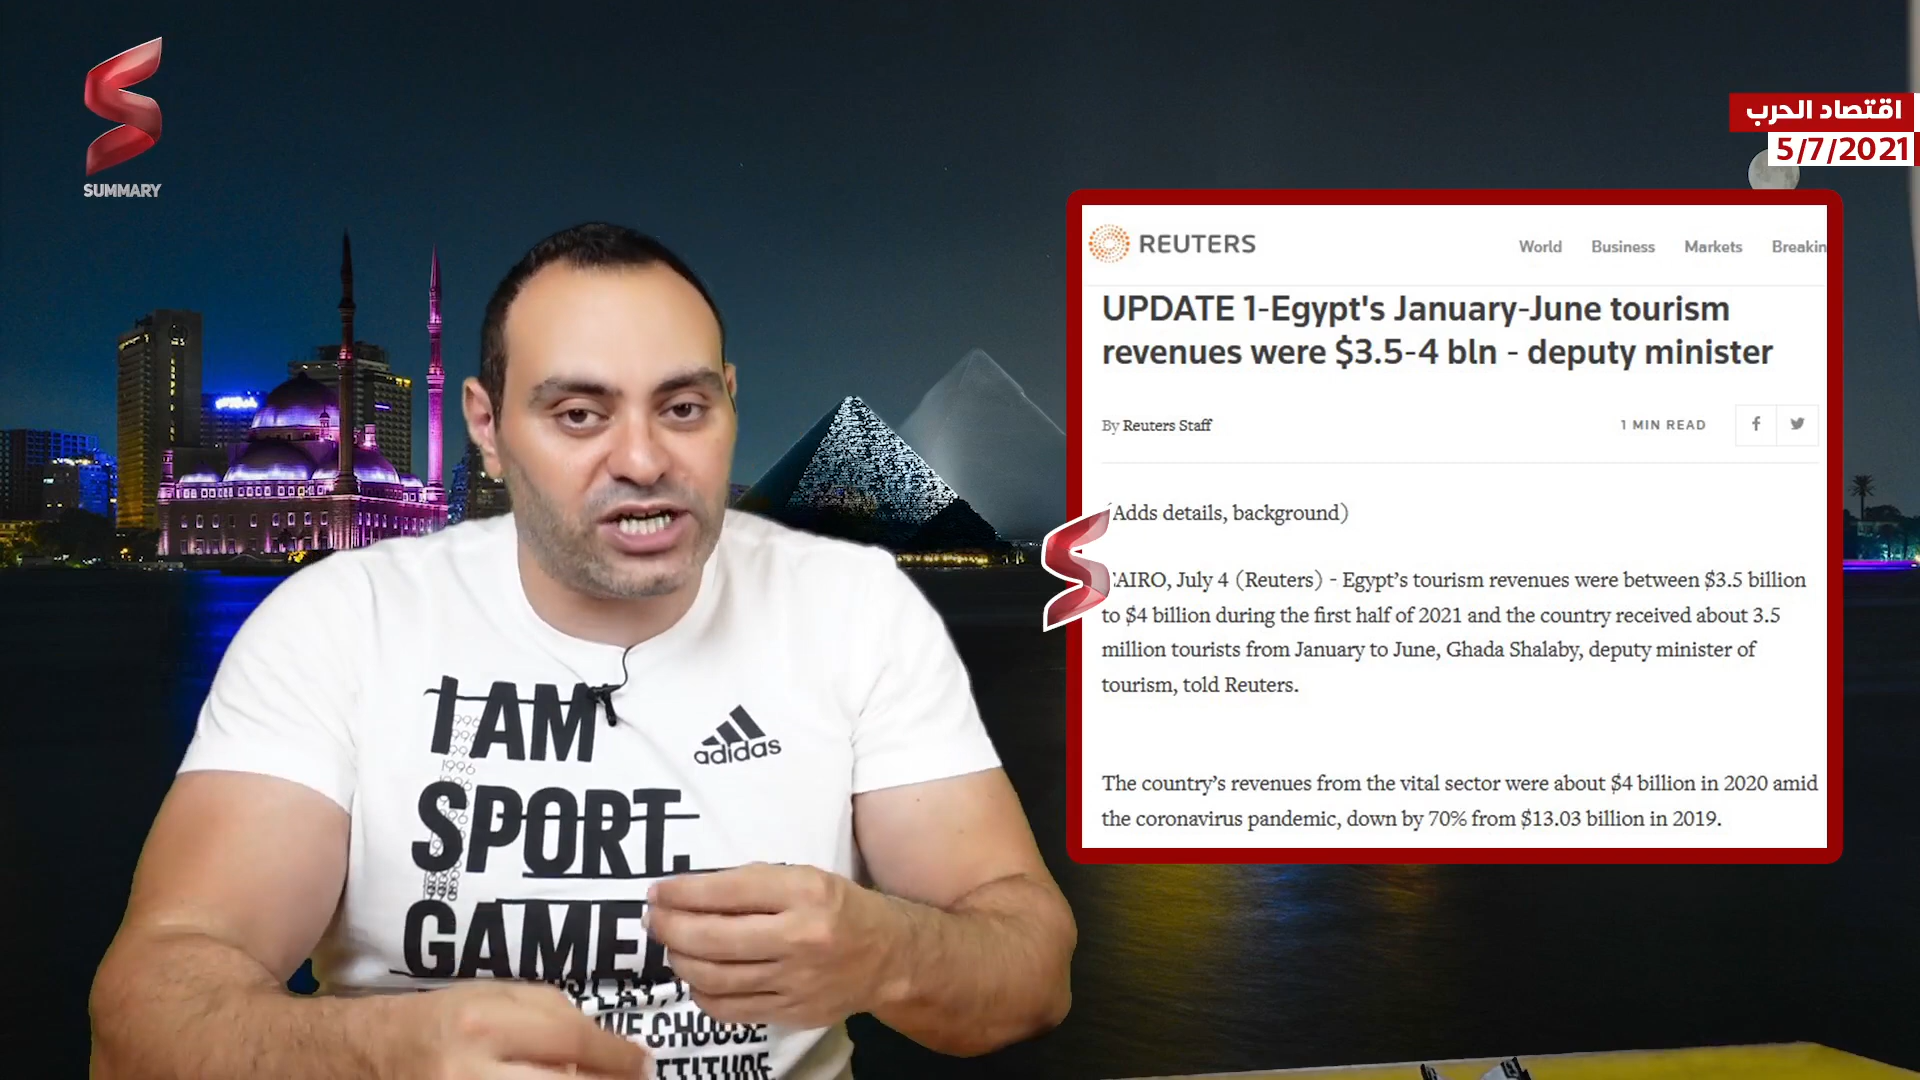 SUMMARY
اقتصاد الحرب
5/7/2021
REUTERS
World Business Markets
UPDATE 1-Egypt's January-June tourism
revenues were $3.5-4 bln - deputy minister
By Reuters Staff
1 MIN READ
Adds details, background)
CAIRO, July 4 (Reuters) - Egypt's tourism revenues were between $3.5 billion
to $4 billion during the first half of 2021 and the country received about 3.5
million tourists from January to June, Ghada Shalaby, deputy minister of
tourism, told Reuters.
The country's revenues from the vital sector were about $4 billion in 2020 amid
the coronavirus pandemic, down by 70% from $13.03 billion in 2019.
I AM
SPORT.
adidas
1996
WE CHOOSE.